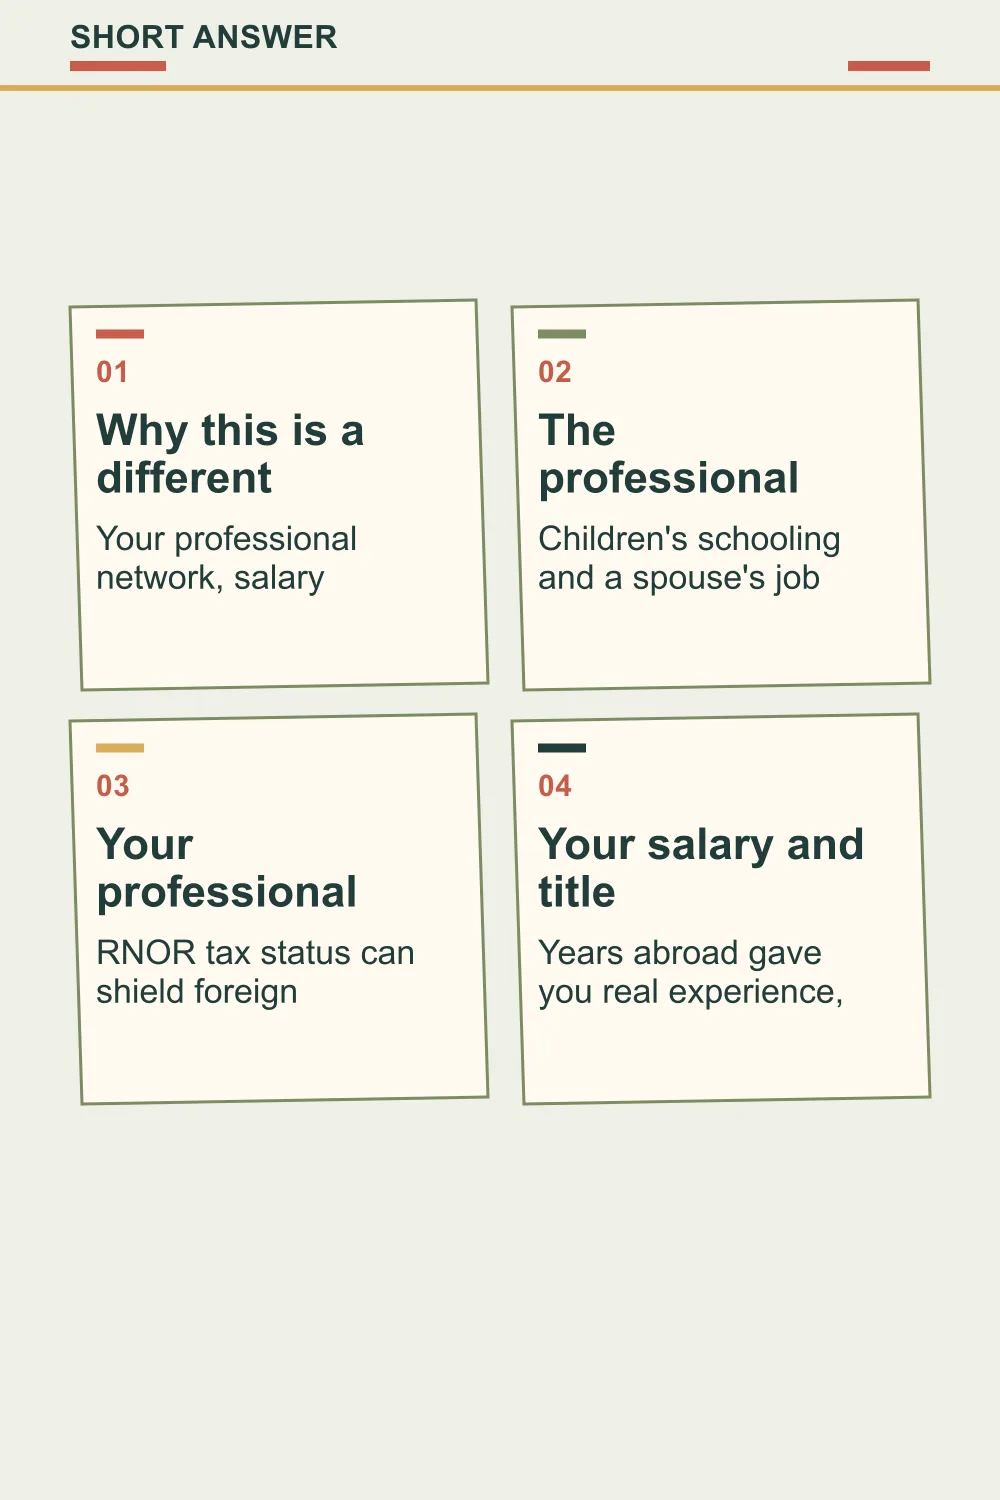 SHORT ANSWER
01
Why this is a
different
Your professional
network, salary
02
The
professional
Children's schooling
and a spouse's job
03
Your
professional
RNOR tax status can
shield foreign
04
Your salary and
title
Years abroad gave
you real experience,